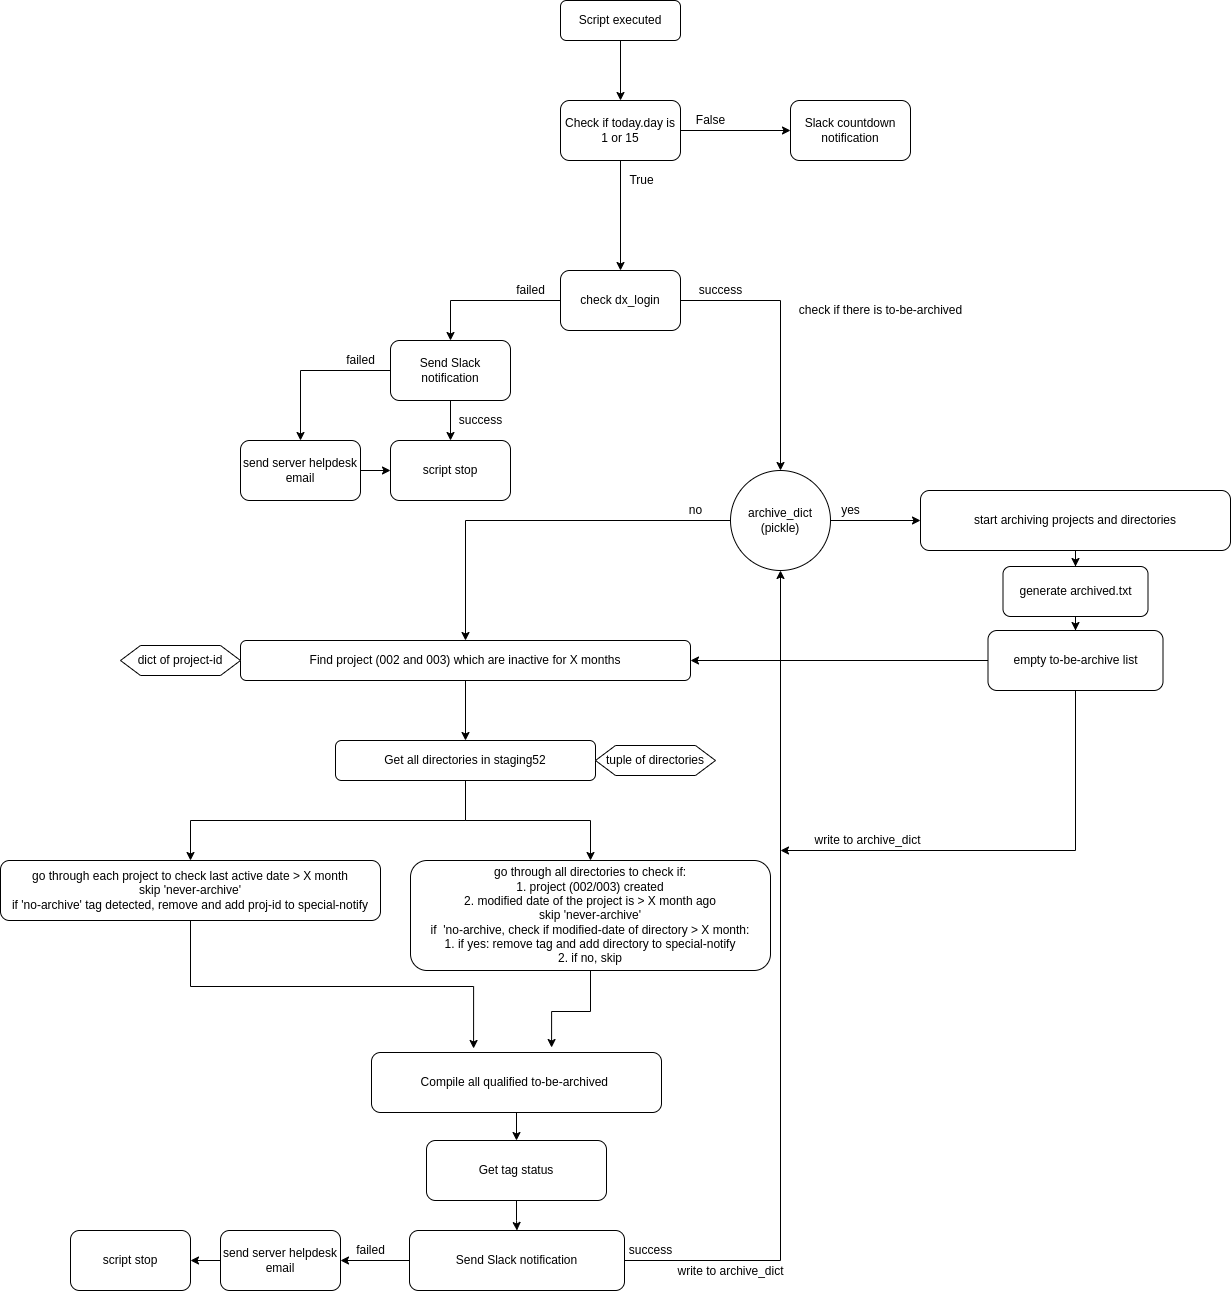 Script executed
Check if today.day is
1 or 15
False
Slack countdown
notification
True
check dx_login
failed
success
check if there is to-be-archived
Send Slack
notification
failed
success
send server helpdesk
email
script stop
archive_dict
(pickle)
no
yes
start archiving projects and directories
generate archived.txt
empty to-be-archive list
dict of project-id
Find project (002 and 003) which are inactive for X months
Get all directories in staging52
tuple of directories
write to archive_dict
go through each project to check last active date > X month
skip 'never-archive'
if 'no-archive' tag detected, remove and add proj-id to special-notify
go through all directories to check if:
1. project (002/003) created
2. modified date of the project is > X month ago
skip 'never-archive'
if  'no-archive, check if modified-date of directory > X month:
1. if yes: remove tag and add directory to special-notify
2. if no, skip
Compile all qualified to-be-archived
Get tag status
Send Slack notification
failed
send server helpdesk
email
script stop
success
write to archive_dict